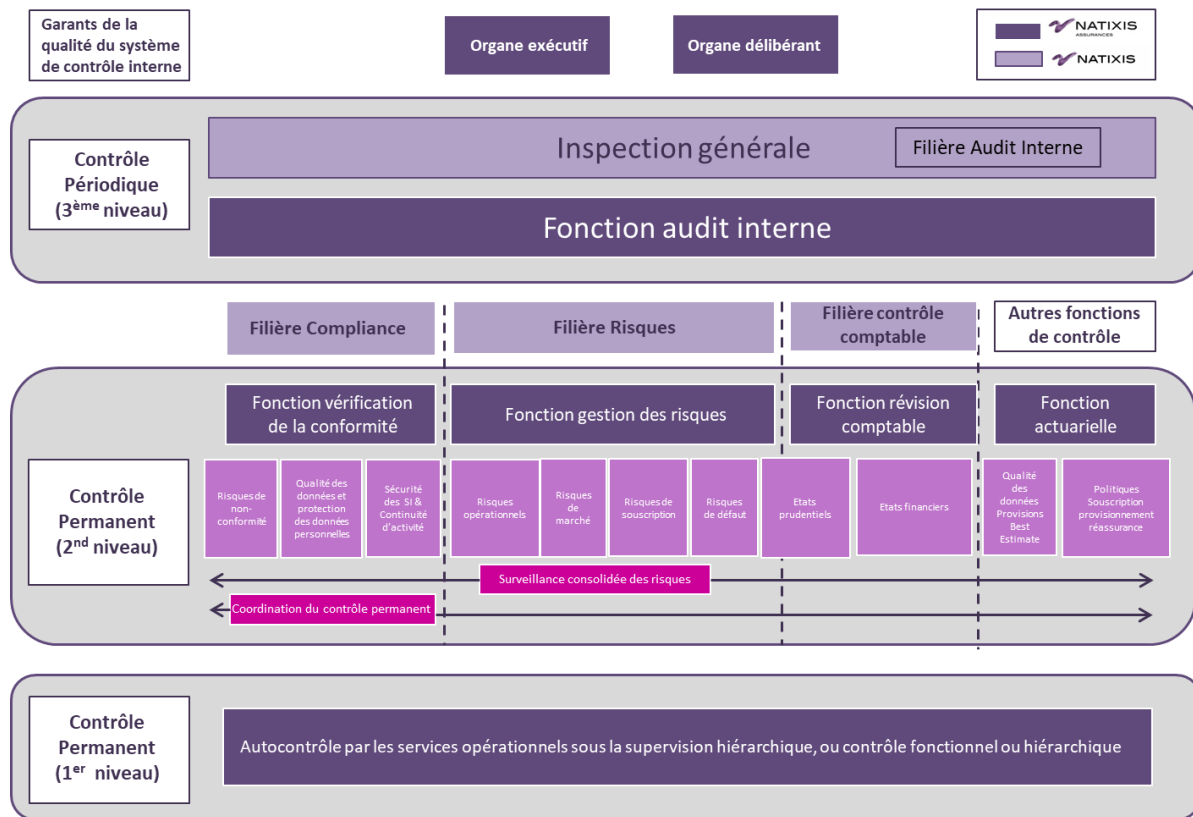 Garants de la
qualité du système
de contrôle interne
Organe exécutif
Organe délibérant
NATIXIS
ASSURANCES
NATIXIS
Contrôle
Périodique
(3ème niveau)
Inspection générale
Filière Audit Interne
Fonction audit interne
Filière Compliance
Filière Risques
Filière contrôle
comptable
Autres fonctions
de contrôle
Contrôle
Permanent
(2nd niveau)
Fonction vérification
de la conformité
Fonction gestion des risques
Fonction révision
comptable
Fonction
actuarielle
Risques de
non-
conformité
Qualité des
données et
protection
des données
personnelles
Sécurité
des SI &
Continuité
d'activité
Risques
opérationnels
Risques
de
marché
Risques de
souscription
Risques
de défaut
Etats
prudentiels
Etats financiers
Qualité
des
données
Provisions
Best
Estimate
Politiques
Souscription
provisionnement
réassurance
Surveillance consolidée des risques
Coordination du contrôle permanent
Contrôle
Permanent
(1er niveau)
Autocontrôle par les services opérationnels sous la supervision hiérarchique, ou contrôle fonctionnel ou hiérarchique